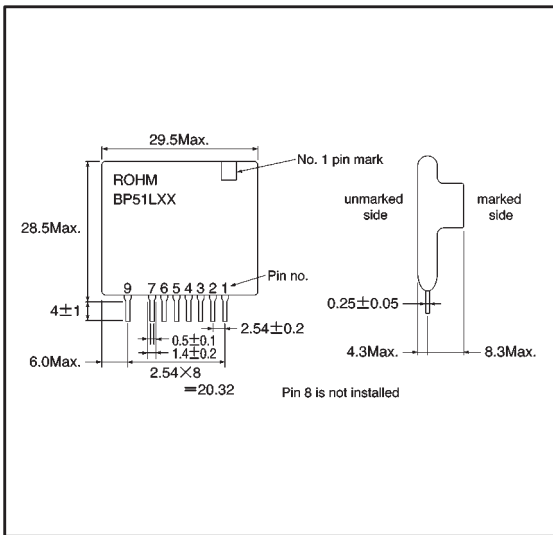 29.5Max.
No. 1 pin mark
ROHM
BP51LXX
unmarked
side
marked
side
28.5Max.
9 7 6 5 4 3 2 1
Pin no.
4±1
0.25±0.05
2.54±0.2
0.5±0.1
1.4±0.2
4.3Max.
8.3Max.
6.0Max.
2.54×8
=20.32
Pin 8 is not installed